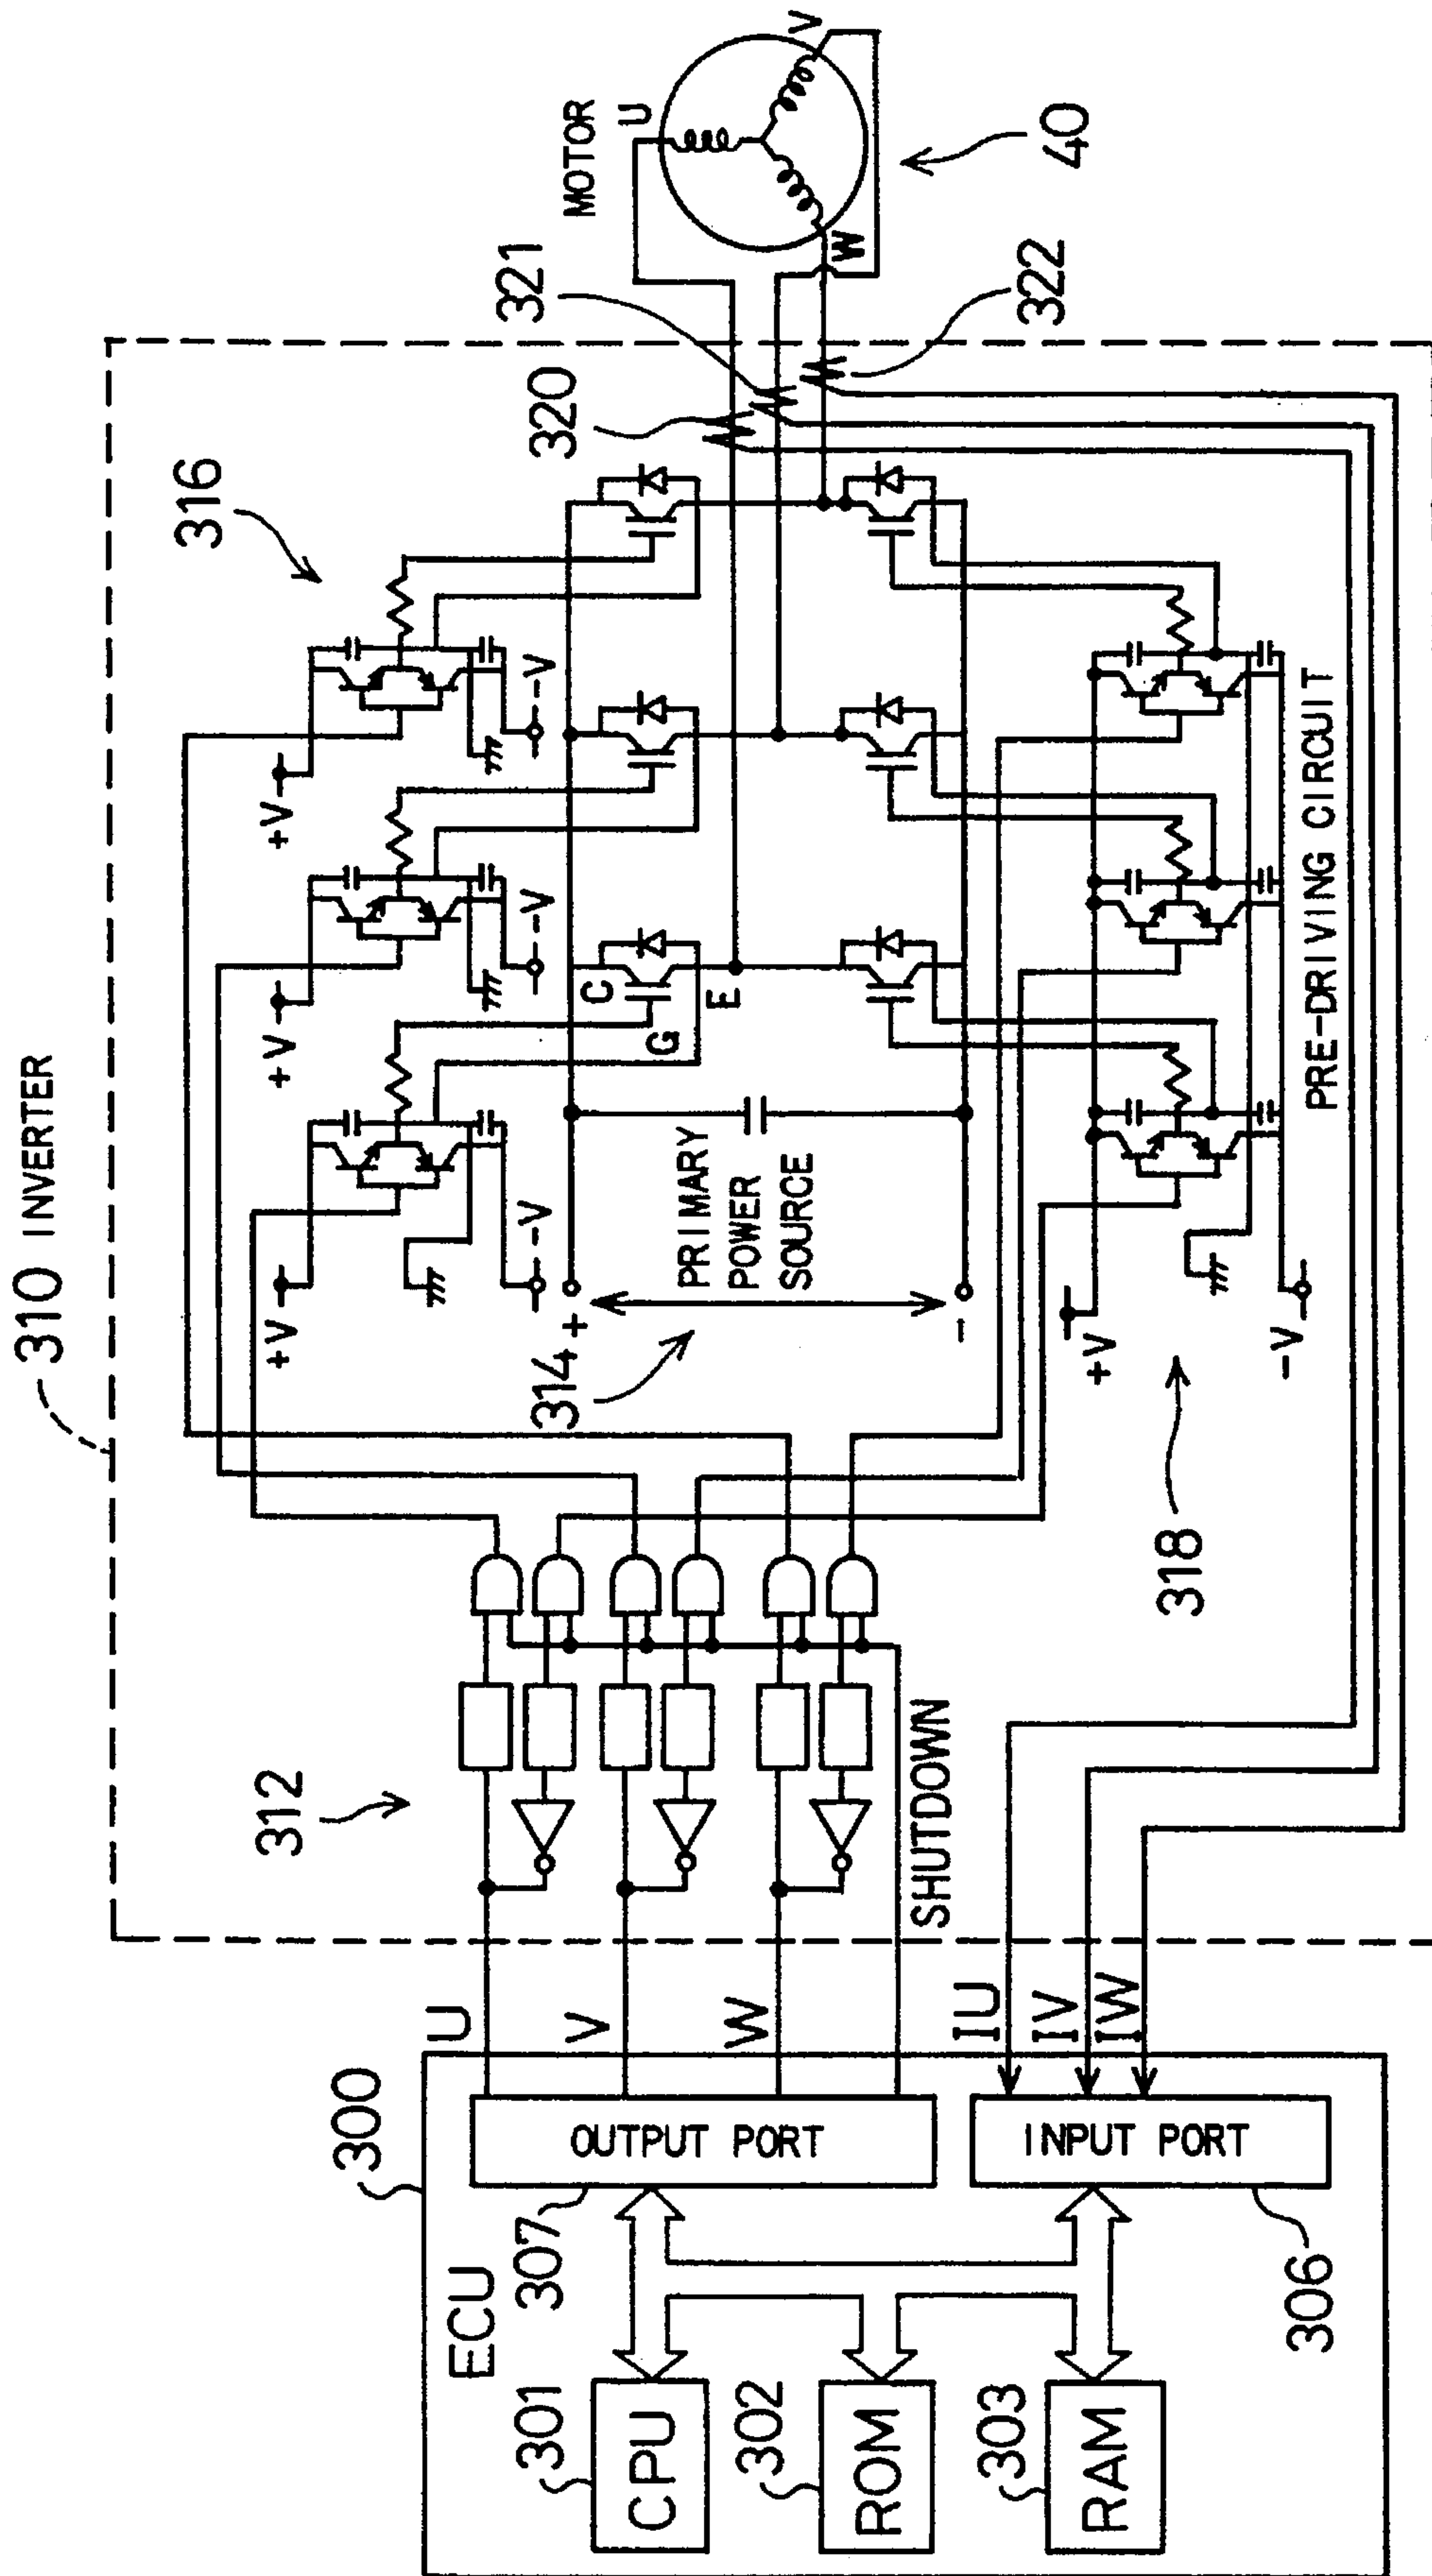 310 INVERTER
316
320
321
322
MOTOR
U
V
W
40
+V
+V
+V
-V
-V
-V
C
G
E
+
-
314
PRIMARY
POWER
SOURCE
312
SHUTDOWN
318
+V
-V
PRE-DRIVING CIRCUIT
300
ECU
U
V
W
IU
IV
IW
OUTPUT PORT
307
INPUT PORT
306
301
CPU
302
ROM
303
RAM